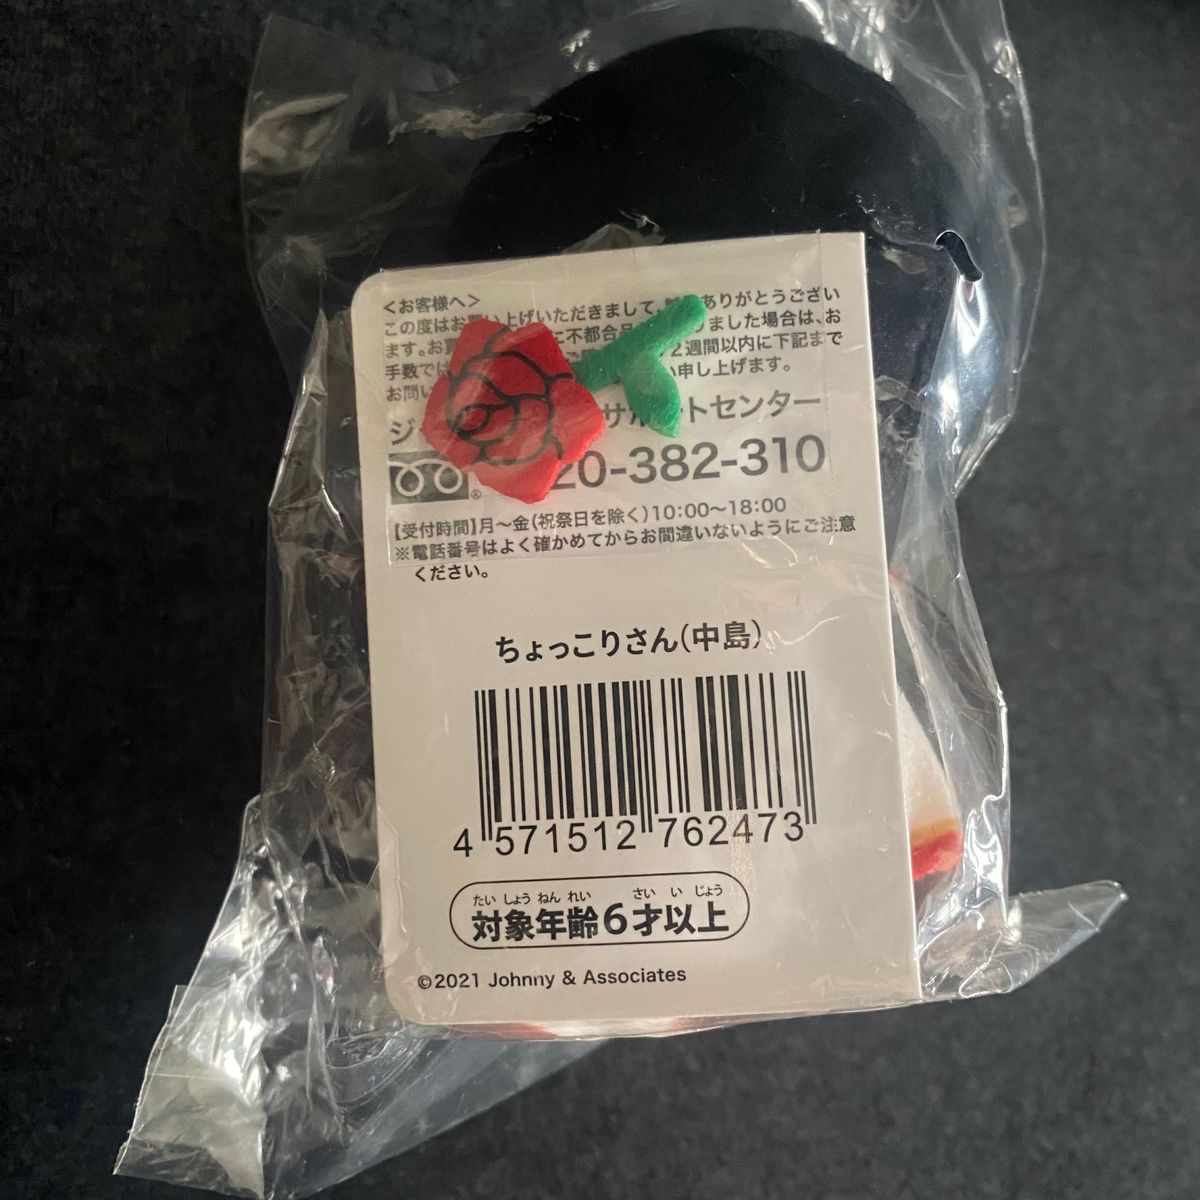 <お客様へ>
この度はお買い上げいただきまして、誠にありがとうござい
ます。お買 に不都合 りました場合は、お
手数では 2週間以内に下記まで
お問い い申し上げます。
ジ サポートセンター
20-382-310
®
【受付時間】月～金(祝祭日を除く)10:00～18:00
※電話番号はよく確かめてからお間違いないようにご注意
ください。
ちょっこりさん(中島)
4 571512 762473
たい しょう ねん れい さい い じょう
対象年齢6才以上
©2021 Johnny & Associates